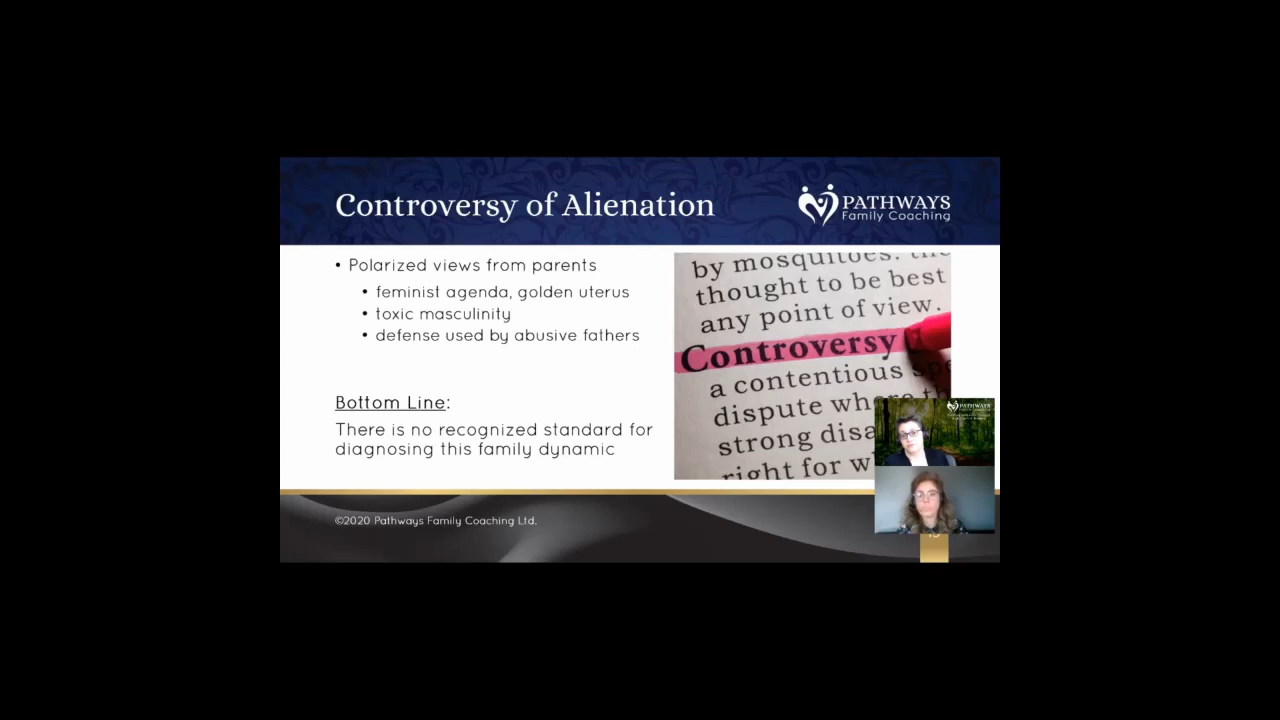 Controversy of Alienation
PATHWAYS
Family Coaching
• Polarized views from parents
• feminist agenda, golden uterus
• toxic masculinity
• defense used by abusive fathers
Bottom Line:
There is no recognized standard for
diagnosing this family dynamic
by mosquitoes.
thought to be best
any point of view.
Controversy
a contentious
dispute
strong
right for
PATHWAYS
©2020 Pathways Family Coaching Ltd.